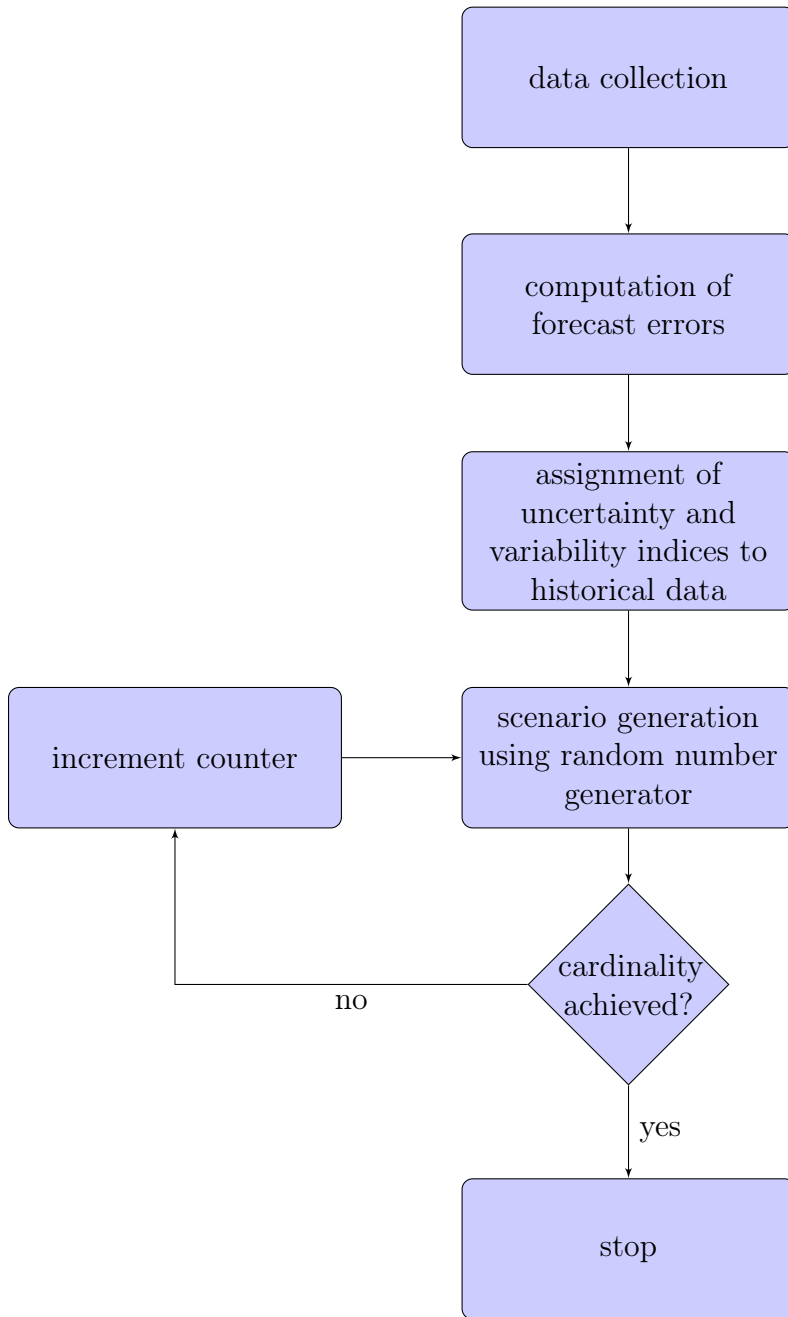 data collection
computation of
forecast errors
assignment of
uncertainty and
variability indices to
historical data
increment counter
scenario generation
using random number
generator
cardinality
achieved?
no
yes
stop